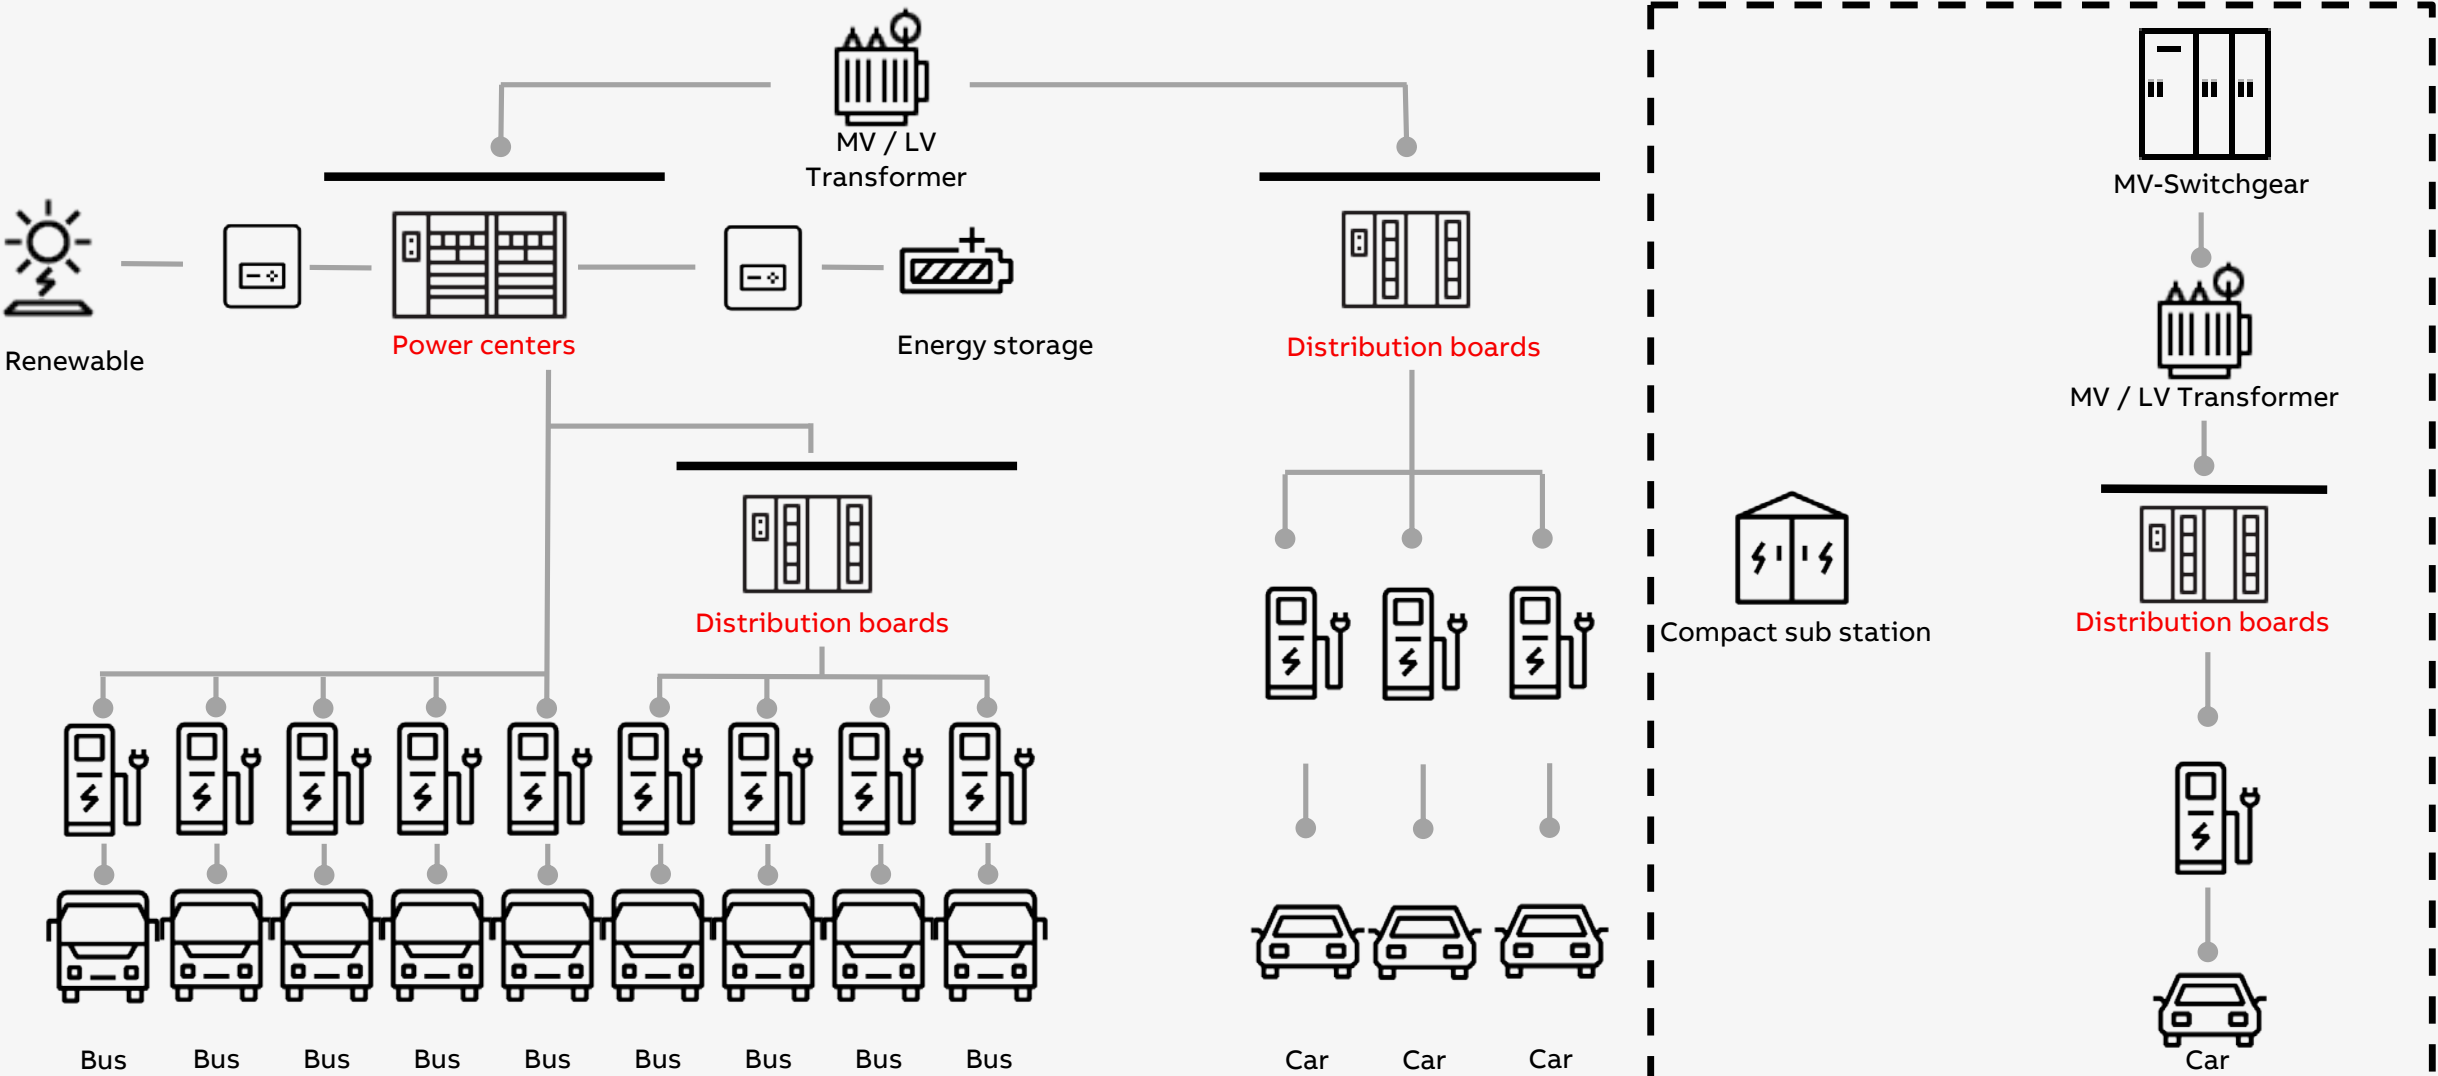 MV / LV
Transformer
MV-Switchgear
Renewable
Power centers
Energy storage
Distribution boards
MV / LV Transformer
Distribution boards
Compact sub station
Distribution boards
Bus
Bus
Bus
Bus
Bus
Bus
Bus
Bus
Bus
Car
Car
Car
Car